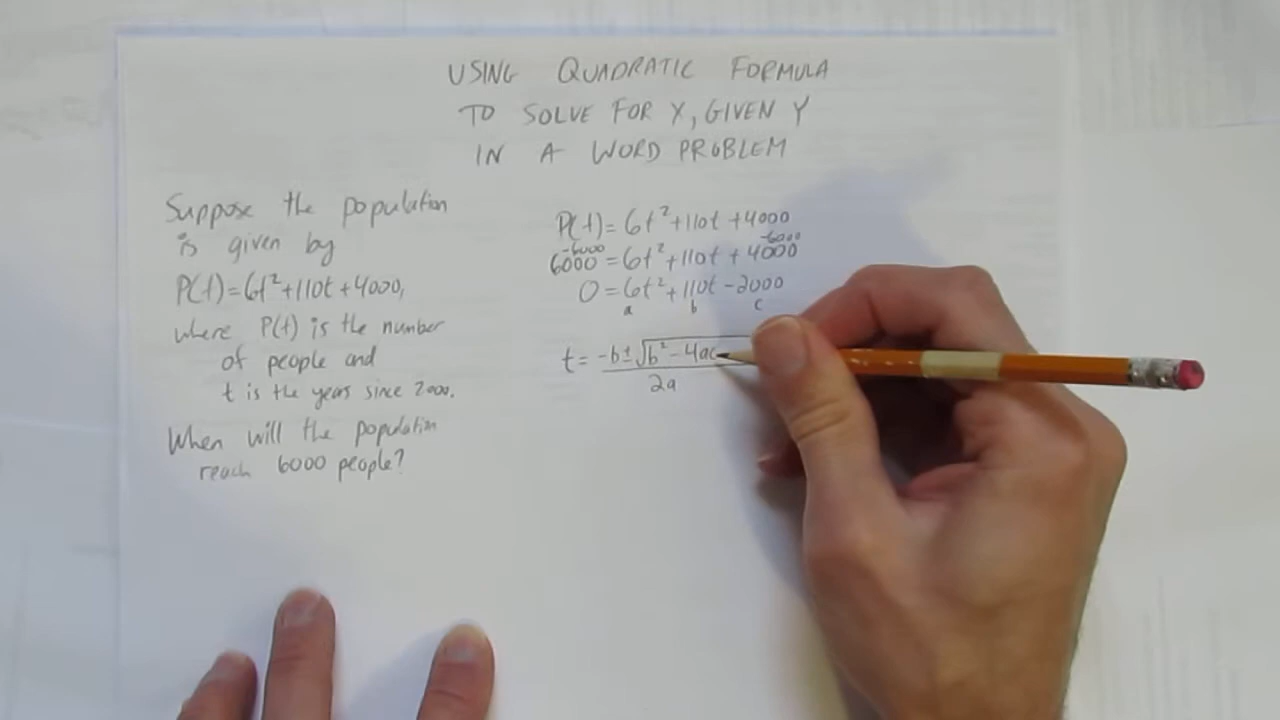 USING QUADRATIC FORMULA
TO SOLVE FOR X, GIVEN Y
IN A WORD PROBLEM
Suppose the population
is given by
P(t)=6t²+110t+4000,
where P(t) is the number
of people and
t is the years since 2000.
When will the population
reach 6000 people?
P(t)=6t²+110t+4000
-6000 -6000
6000=6t²+110t+4000
0=6t²+110t-2000
a b c
t= -b±√b²-4ac
2a